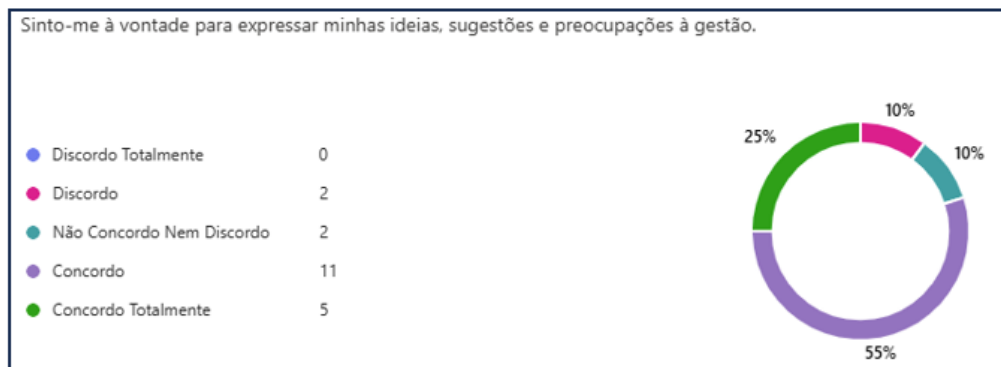 Sinto-me à vontade para expressar minhas ideias, sugestões e preocupações à gestão.
Discordo Totalmente 0
Discordo 2
Não Concordo Nem Discordo 2
Concordo 11
Concordo Totalmente 5
10%
25%
10%
55%